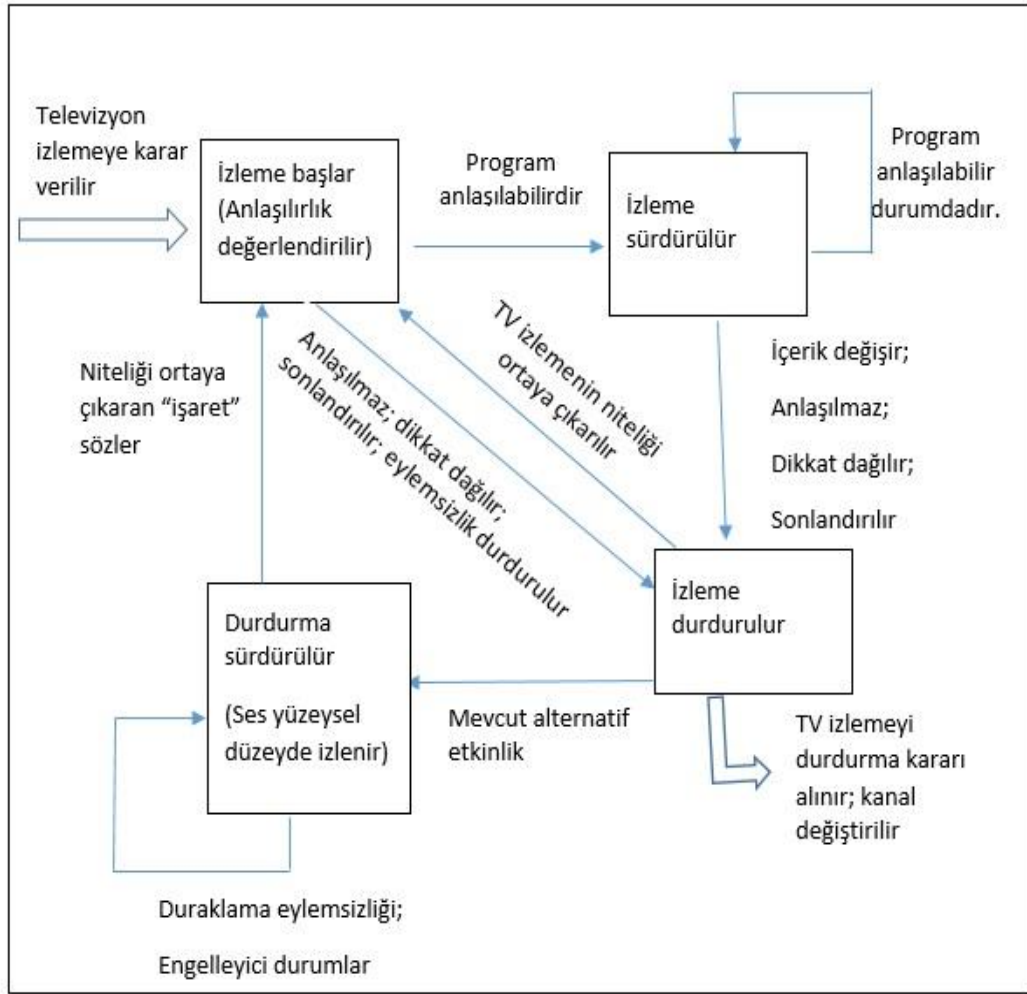 Televizyon
izlemeye karar
verilir
İzleme başlar
(Anlaşılırlık
değerlendirilir)
Program
anlaşılabilirdir
İzleme
sürdürülür
Program
anlaşılabilir
durumdadır.
Niteliği ortaya
çıkaran “işaret”
sözler
Anlaşılmaz; dikkat dağılır;
sonlandırılır; eylemsizlik durdurulur
TV izlemenin niteliği
ortaya çıkarılır
İçerik değişir;
Anlaşılmaz;
Dikkat dağılır;
Sonlandırılır
Durdurma
sürdürülür
(Ses yüzeysel
düzeyde izlenir)
Mevcut alternatif
etkinlik
İzleme
durdurulur
TV izlemeyi
durdurma kararı
alınır; kanal
değiştirilir
Duraklama eylemsizliği;
Engelleyici durumlar